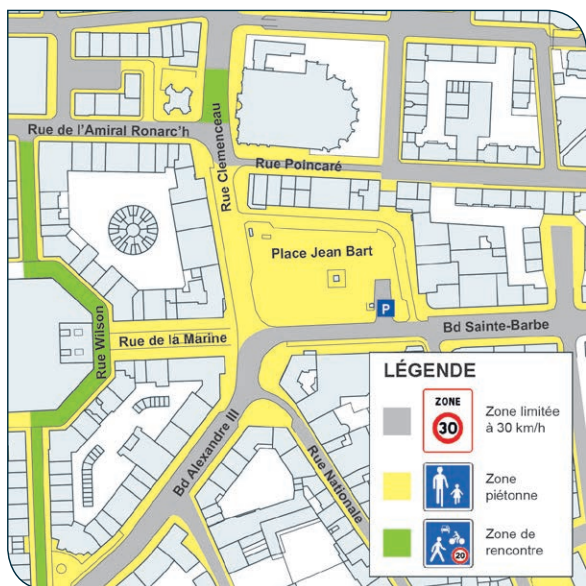 Rue de l'Amiral Ronarc'h
Rue Clemenceau
Rue Poincaré
Place Jean Bart
P
Bd Sainte-Barbe
Rue de la Marine
Rue Wilson
Bd Alexandre III
Rue Nationale
LÉGENDE
ZONE
30
Zone limitée
à 30 km/h
Zone
piétonne
20
Zone de
rencontre